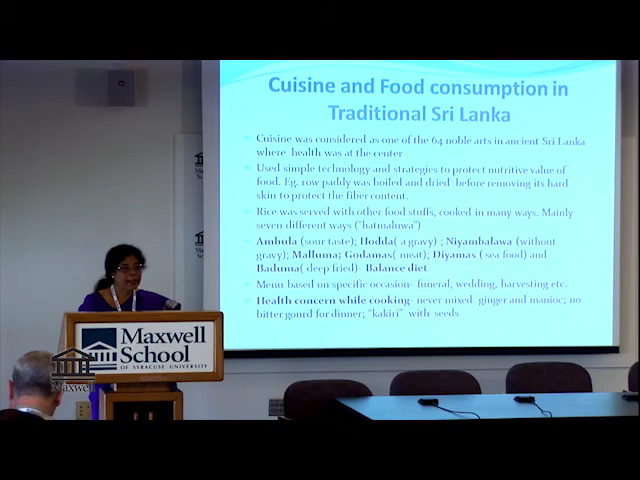 Cuisine and Food consumption in
Traditional Sri Lanka
Cuisine was considered as one of the 64 noble arts in ancient Sri Lanka
where health was at the center
Used simple technology and strategies to protect nutritive value of
food. Eg. row paddy was boiled and dried before removing its hard
skin to protect the fiber content.
Rice was served with other food stuffs, cooked in many ways. Mainly
seven different ways ("hatmaluwa")
Ambula (sour taste); Hodda( a gravy) ; Niyambalawa (without
gravy); Malluma; Godamas( meat); Diyamas (sea food) and
Baduma( deep fried)- Balance diet
Menu based on specific occasion- funeral, wedding, harvesting etc.
Health concern while cooking- never mixed ginger and manioc; no
bitter gourd for dinner; "kakiri" with seeds
Maxwell
School
OF SYRACUSE UNIVERSITY
Maxwell